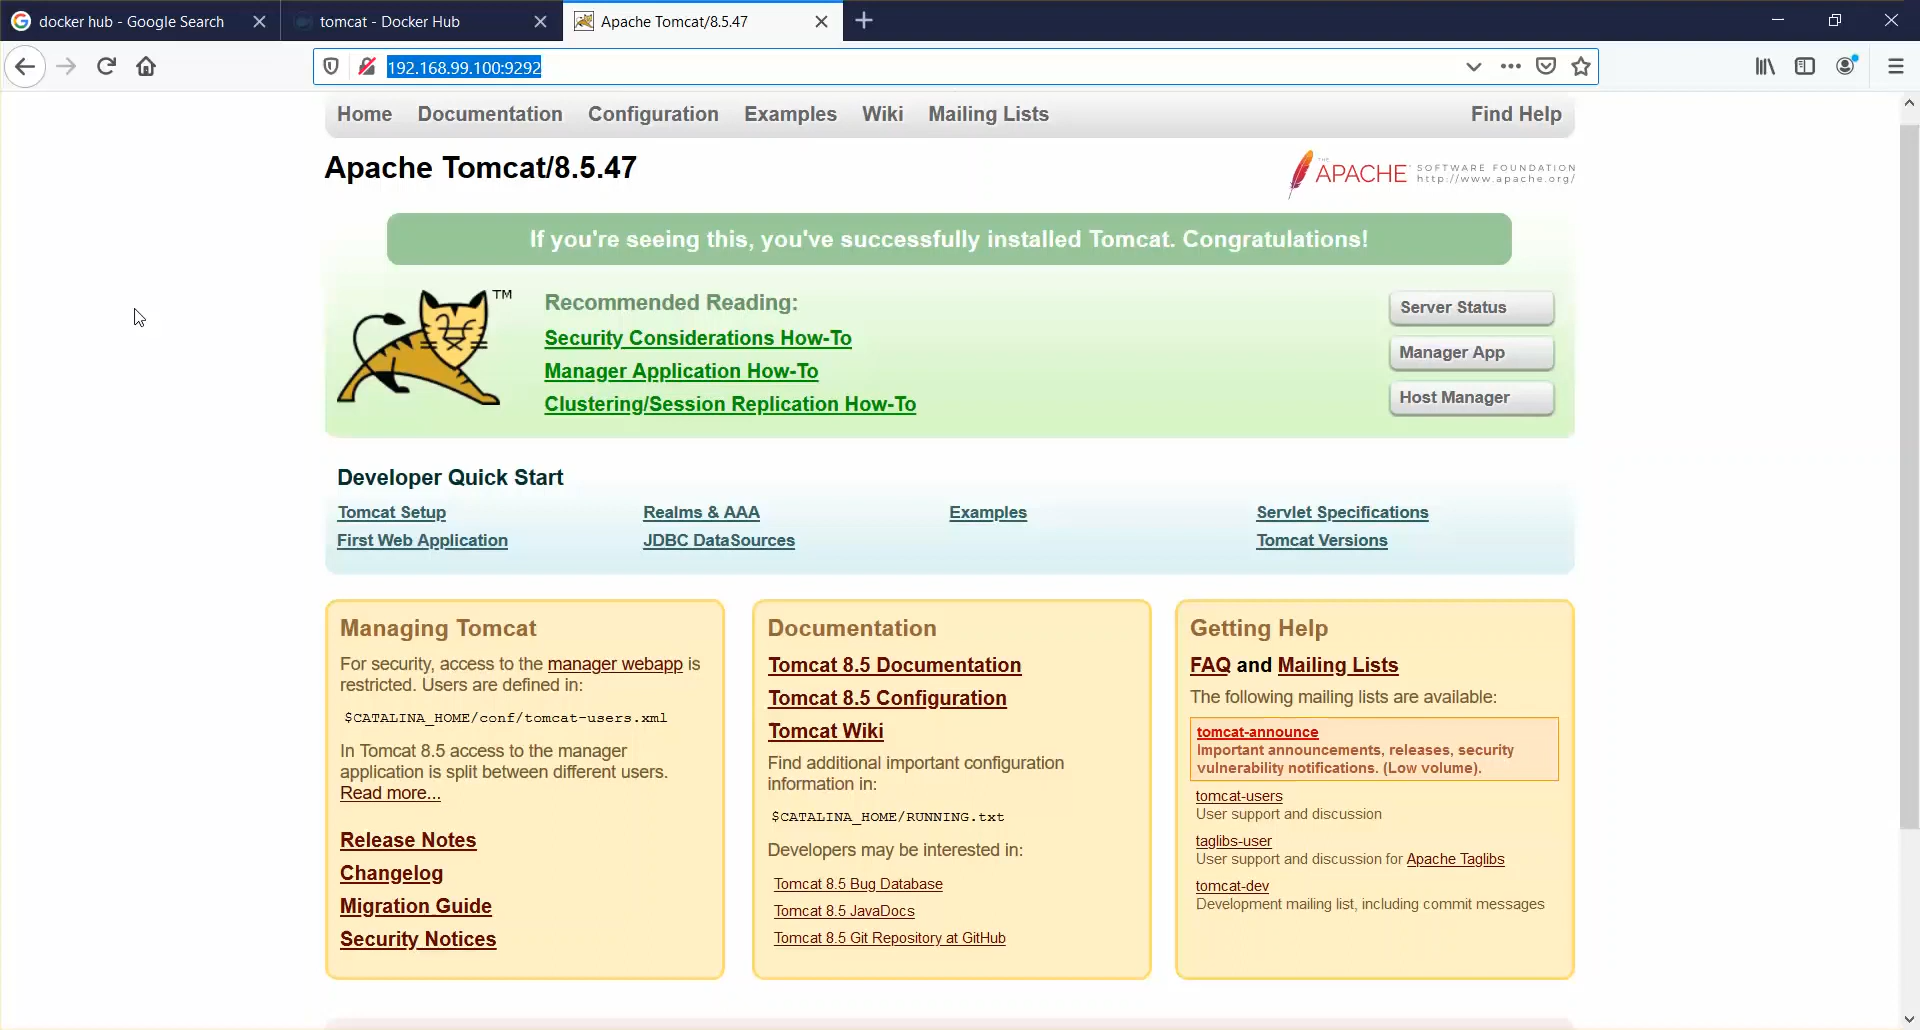 docker hub - Google Search
tomcat - Docker Hub
Apache Tomcat/8.5.47
192.168.99.100:9292
Home Documentation Configuration Examples Wiki Mailing Lists Find Help
Apache Tomcat/8.5.47
THE APACHE SOFTWARE FOUNDATION
http://www.apache.org/
If you're seeing this, you've successfully installed Tomcat. Congratulations!
TM
Recommended Reading:
Security Considerations How-To
Manager Application How-To
Clustering/Session Replication How-To
Server Status
Manager App
Host Manager
Developer Quick Start
Tomcat Setup
First Web Application
Realms & AAA
JDBC DataSources
Examples
Servlet Specifications
Tomcat Versions
Managing Tomcat
For security, access to the manager webapp is
restricted. Users are defined in:
$CATALINA_HOME/conf/tomcat-users.xml
In Tomcat 8.5 access to the manager
application is split between different users.
Read more...
Release Notes
Changelog
Migration Guide
Security Notices
Documentation
Tomcat 8.5 Documentation
Tomcat 8.5 Configuration
Tomcat Wiki
Find additional important configuration
information in:
$CATALINA_HOME/RUNNING.txt
Developers may be interested in:
Tomcat 8.5 Bug Database
Tomcat 8.5 JavaDocs
Tomcat 8.5 Git Repository at GitHub
Getting Help
FAQ and Mailing Lists
The following mailing lists are available:
tomcat-announce
Important announcements, releases, security
vulnerability notifications. (Low volume).
tomcat-users
User support and discussion
taglibs-user
User support and discussion for Apache Taglibs
tomcat-dev
Development mailing list, including commit messages